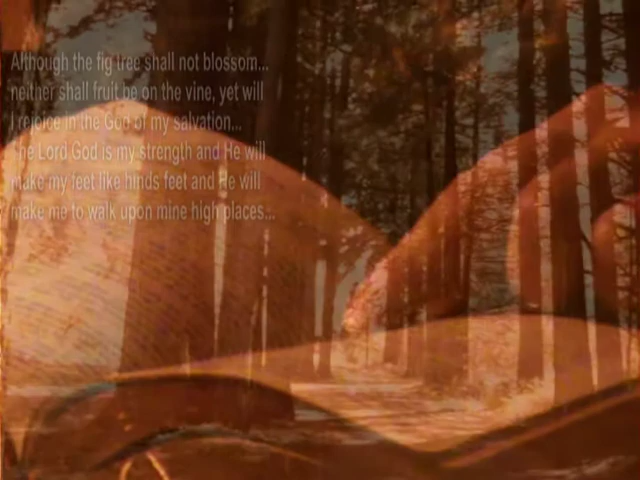 Although the fig tree shall not blossom...
neither shall fruit be on the vine, yet will
I rejoice in the God of my salvation...
The Lord God is my strength and He will
make my feet like hinds feet and He will
make me to walk upon mine high places...